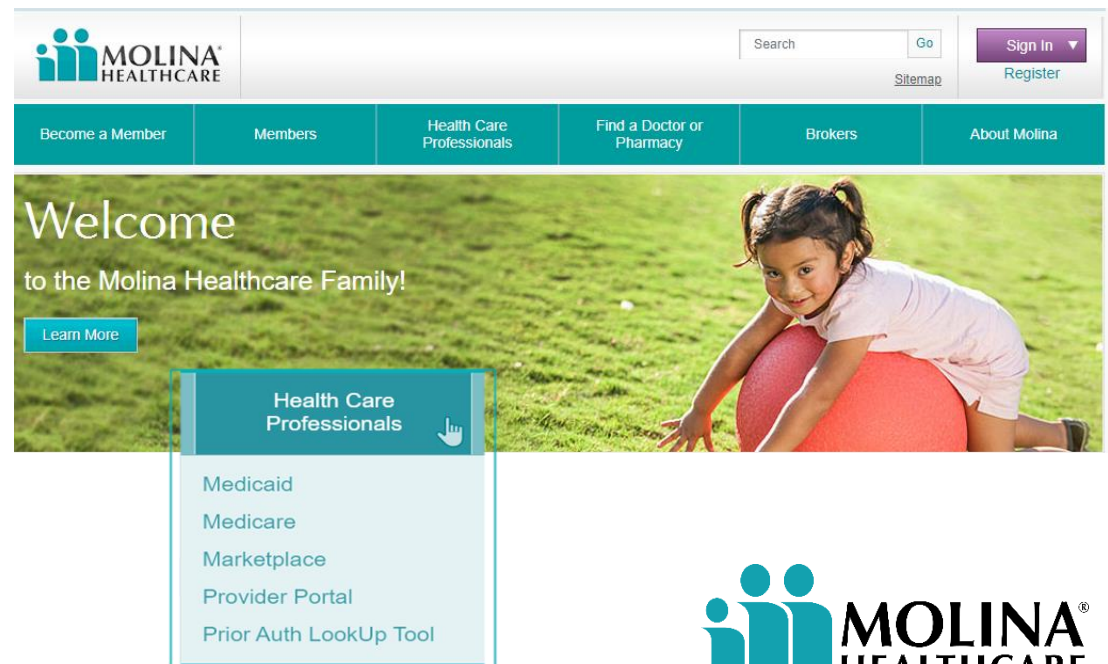 MOLINA®
HEALTHCARE
Search
Go
Sitemap
Sign In ▼
Register
Become a Member
Members
Health Care
Professionals
Find a Doctor or
Pharmacy
Brokers
About Molina
Welcome
to the Molina Healthcare Family!
Learn More
Health Care
Professionals
Medicaid
Medicare
Marketplace
Provider Portal
Prior Auth LookUp Tool
MOLINA®
HEALTHCARE